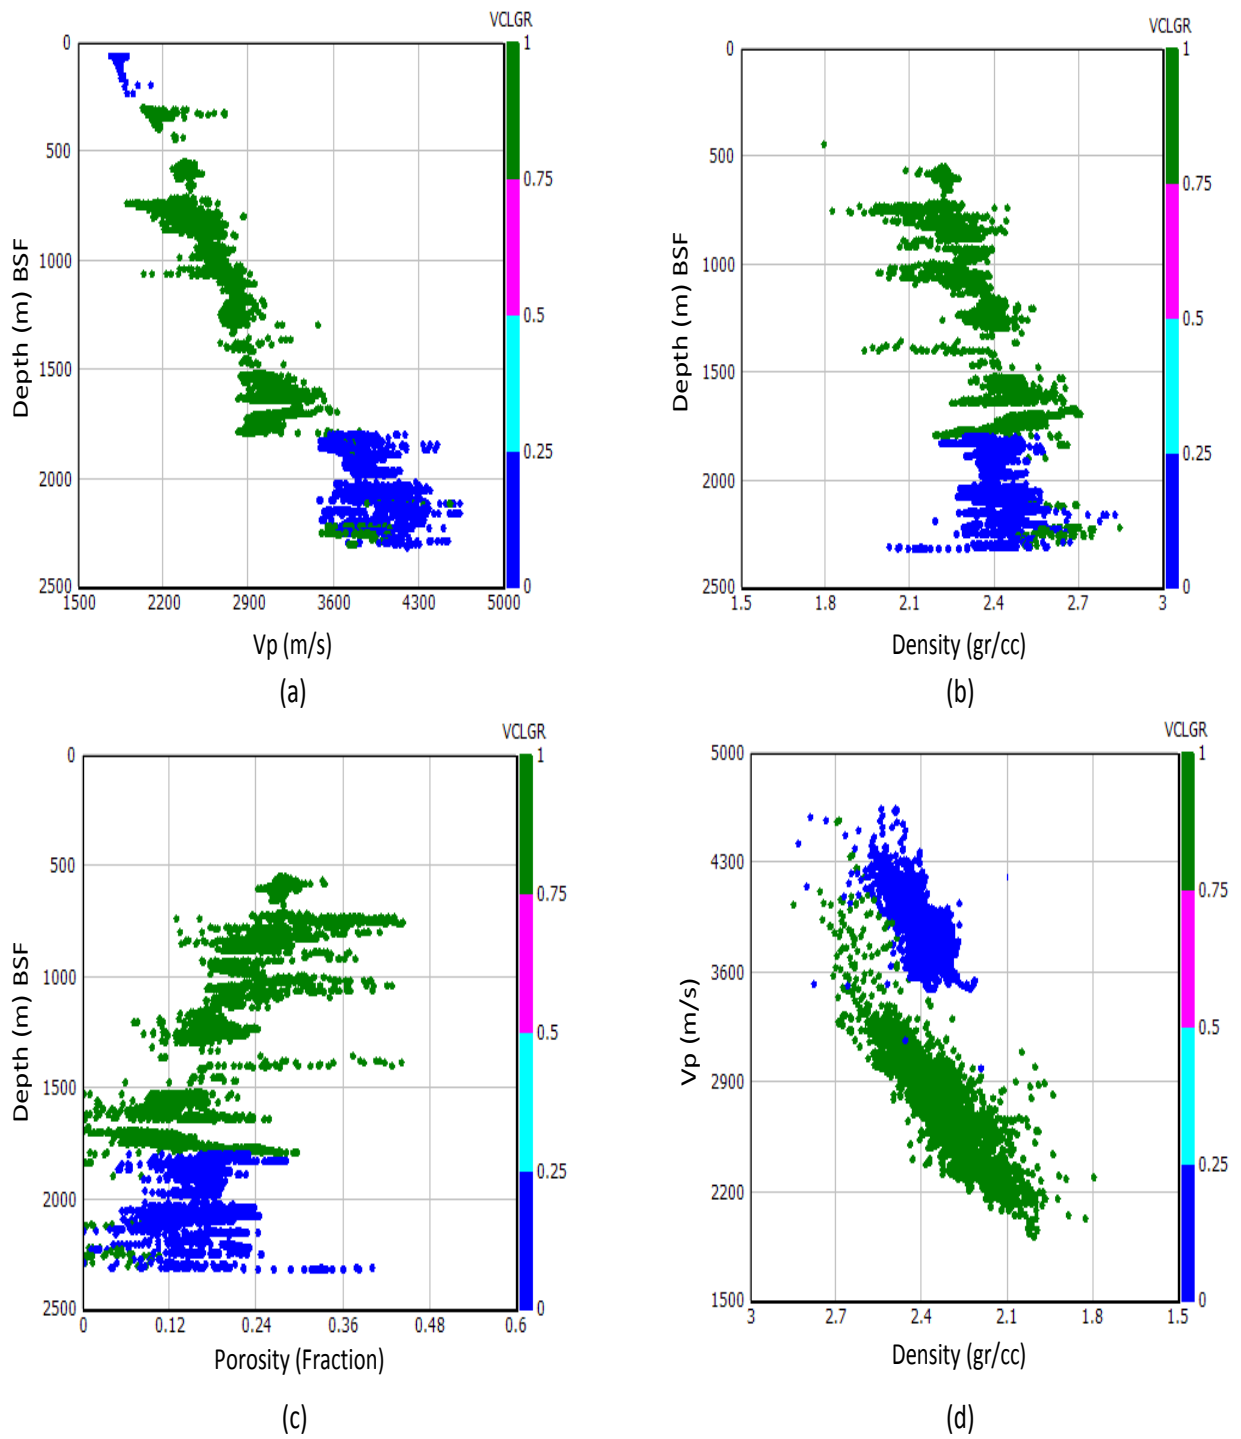 VCLGR
0
500
1000
1500
2000
2500
1500 2200 2900 3600 4300 5000
1
0.75
0.5
0.25
0
Depth (m) BSF
Vp (m/s)
(a)
VCLGR
0
500
1000
1500
2000
2500
1.5 1.8 2.1 2.4 2.7 3
1
0.75
0.5
0.25
0
Depth (m) BSF
Density (gr/cc)
(b)
VCLGR
0
500
1000
1500
2000
2500
0 0.12 0.24 0.36 0.48 0.6
1
0.75
0.5
0.25
0
Depth (m) BSF
Porosity (Fraction)
(c)
VCLGR
5000
4300
3600
2900
2200
1500
3 2.7 2.4 2.1 1.8 1.5
1
0.75
0.5
0.25
0
Vp (m/s)
Density (gr/cc)
(d)